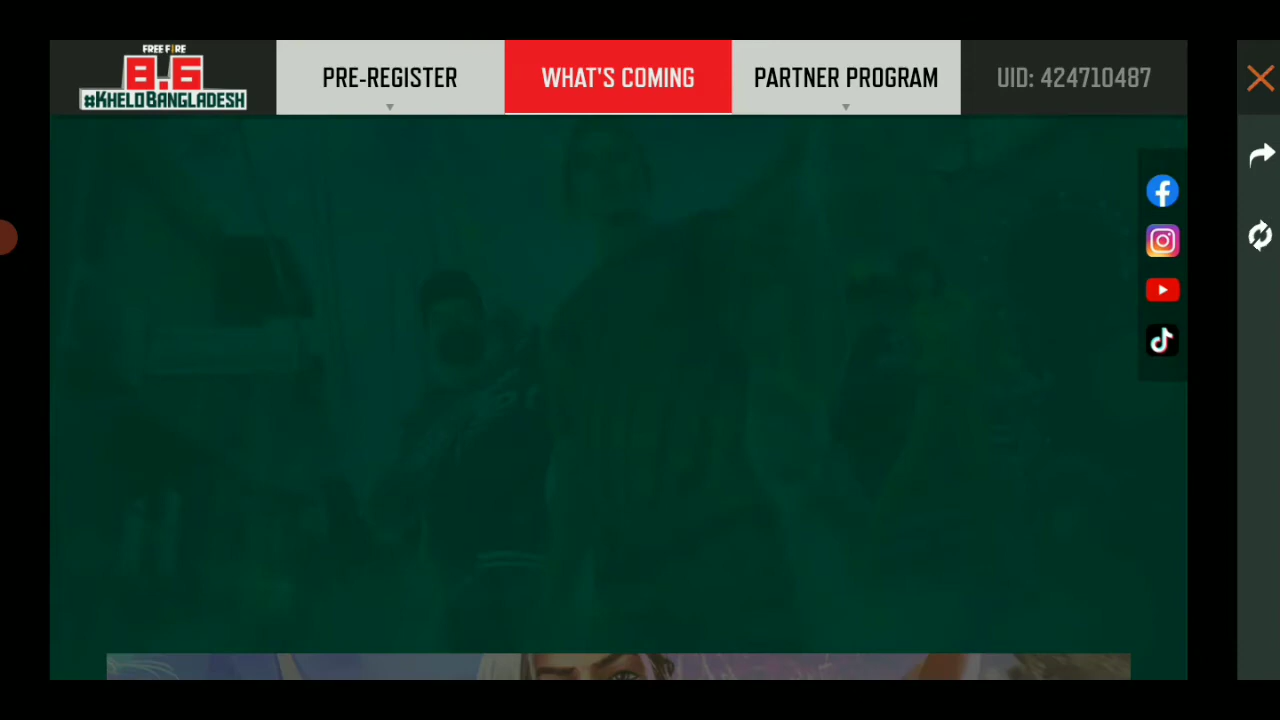 FREE FIRE
8.6
#KHELOBANGLADESH
PRE-REGISTER
WHAT'S COMING
PARTNER PROGRAM
UID: 424710487